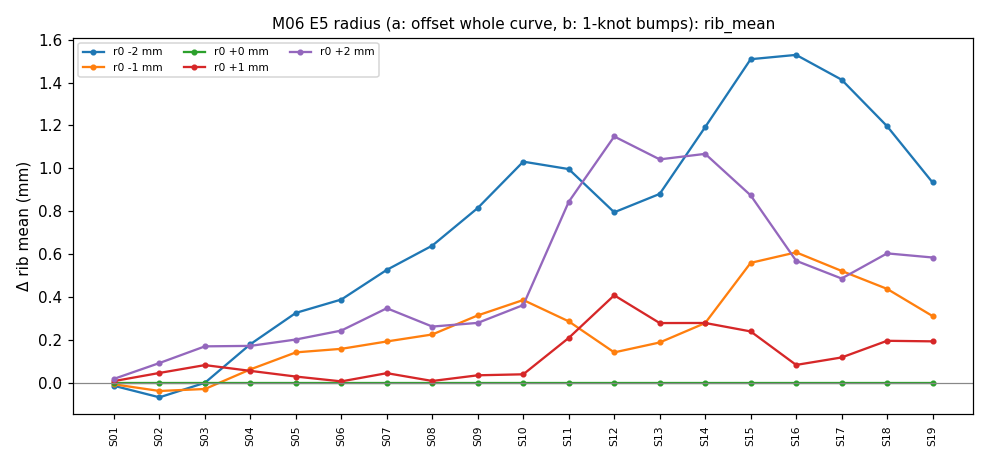 M06 E5 radius (a: offset whole curve, b: 1-knot bumps): rib_mean
r0 -2 mm
r0 -1 mm
r0 +0 mm
r0 +1 mm
r0 +2 mm
Δ rib mean (mm)
1.6
1.4
1.2
1.0
0.8
0.6
0.4
0.2
0.0
S01
S02
S03
S04
S05
S06
S07
S08
S09
S10
S11
S12
S13
S14
S15
S16
S17
S18
S19